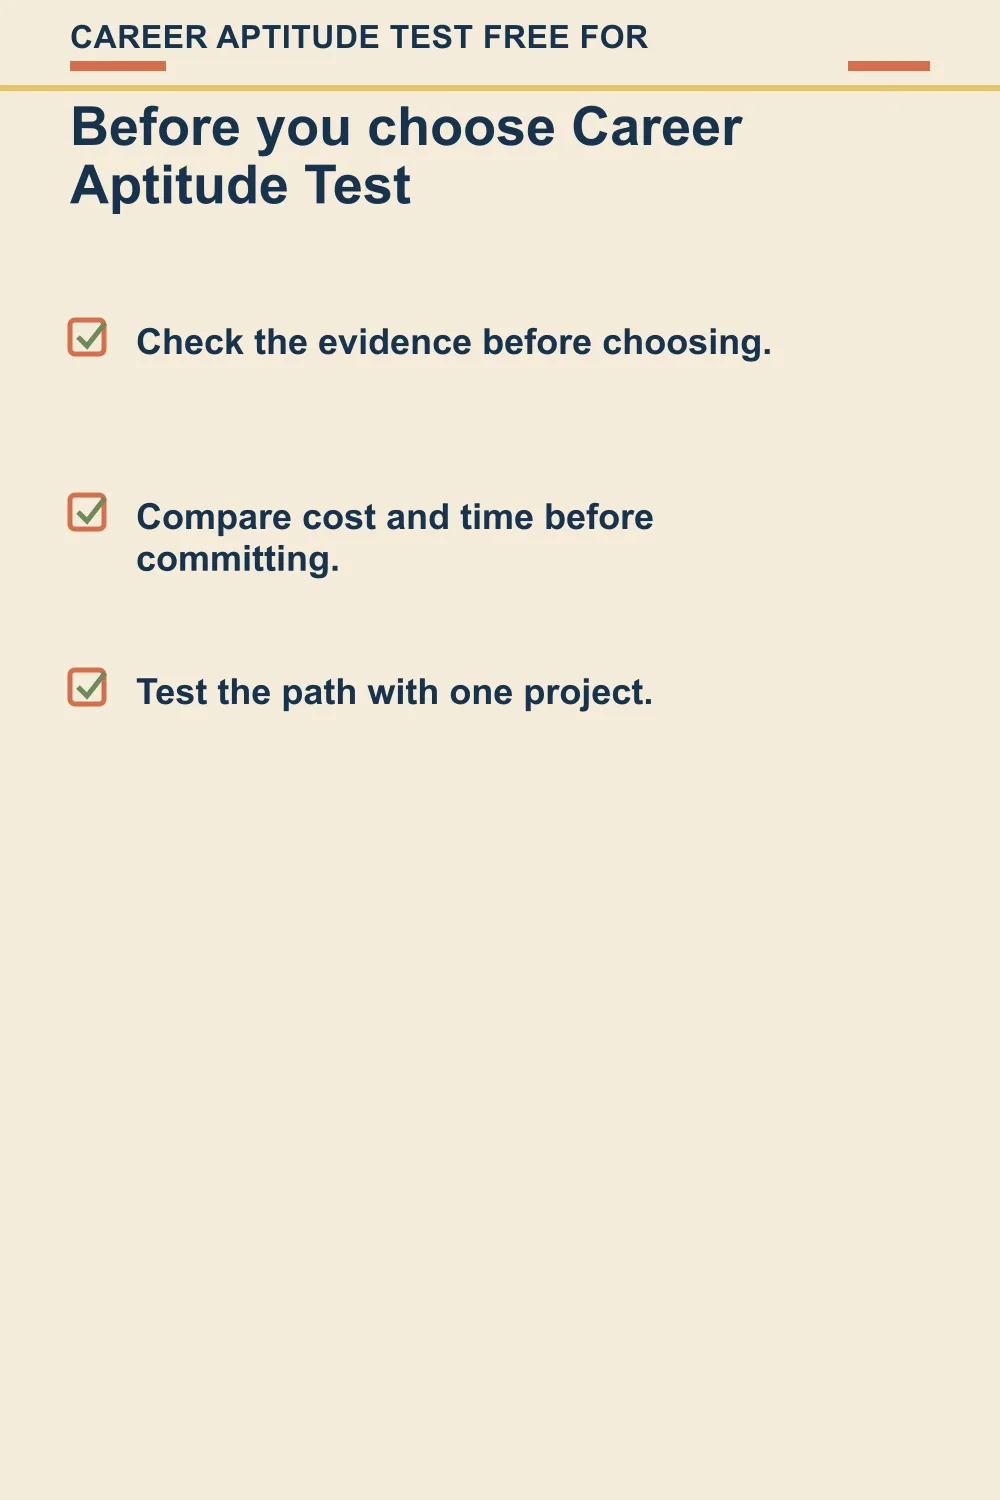 CAREER APTITUDE TEST FREE FOR
Before you choose Career
Aptitude Test
Check the evidence before choosing.
Compare cost and time before
committing.
Test the path with one project.